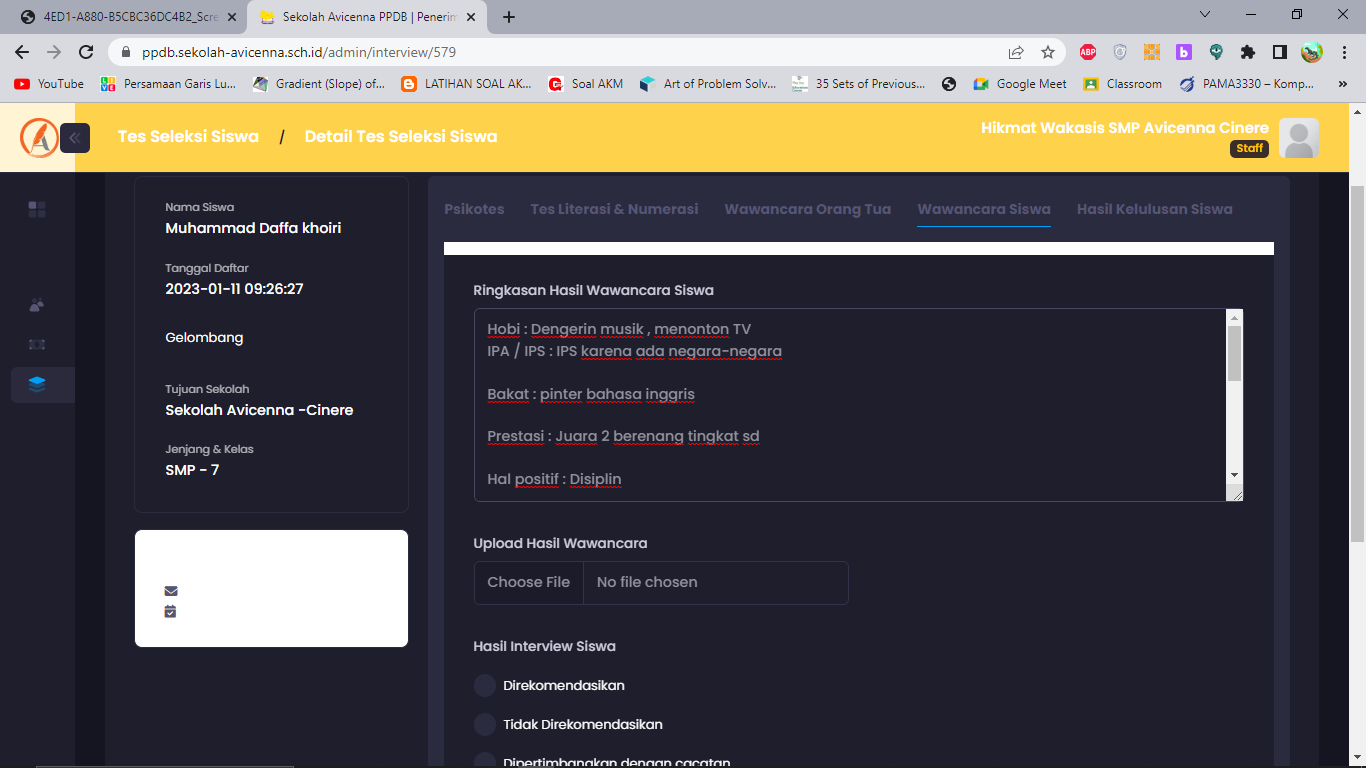 4ED1-A880-B5CBC36DC4B2_Scre
Sekolah Avicenna PPDB | Penerim
ppdb.sekolah-avicenna.sch.id/admin/interview/579
ABP
YouTube
Persamaan Garis Lu...
Gradient (Slope) of...
LATIHAN SOAL AK...
Soal AKM
Art of Problem Solv...
35 Sets of Previous...
Google Meet
Classroom
PAMA3330 – Komp...
Tes Seleksi Siswa / Detail Tes Seleksi Siswa
Hikmat Wakasis SMP Avicenna Cinere
Staff
Nama Siswa
Muhammad Daffa khoiri
Tanggal Daftar
2023-01-11 09:26:27
Gelombang
Tujuan Sekolah
Sekolah Avicenna -Cinere
Jenjang & Kelas
SMP - 7
Psikotes
Tes Literasi & Numerasi
Wawancara Orang Tua
Wawancara Siswa
Hasil Kelulusan Siswa
Ringkasan Hasil Wawancara Siswa
Hobi : Dengerin musik , menonton TV
IPA / IPS : IPS karena ada negara-negara
Bakat : pinter bahasa inggris
Prestasi : Juara 2 berenang tingkat sd
Hal positif : Disiplin
Upload Hasil Wawancara
Choose File No file chosen
Hasil Interview Siswa
Direkomendasikan
Tidak Direkomendasikan
Dipertimbangkan dengan cacatan